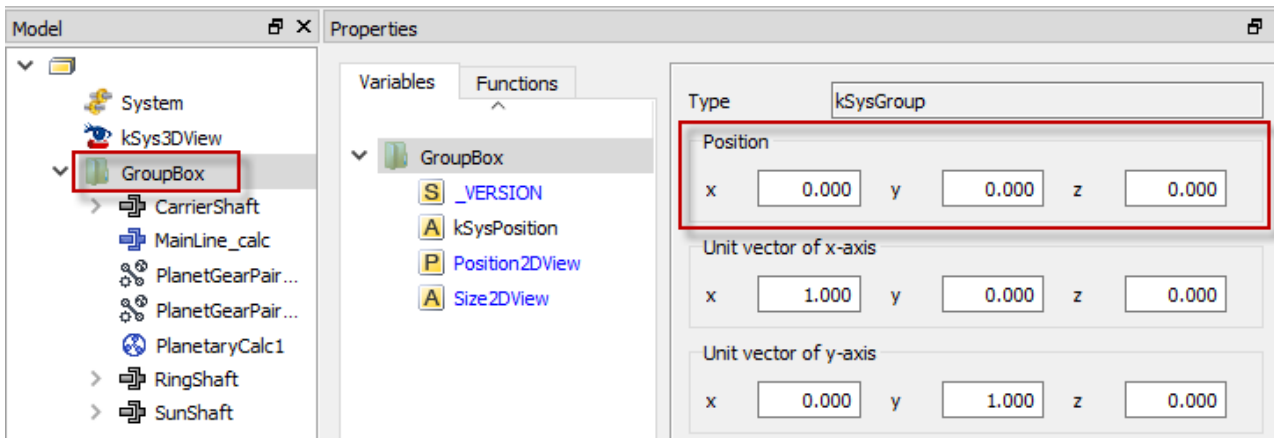 Model
System
kSys3DView
GroupBox
CarrierShaft
MainLine_calc
PlanetGearPair...
PlanetGearPair...
PlanetaryCalc1
RingShaft
SunShaft
Properties
Variables Functions
GroupBox
S _VERSION
A kSysPosition
P Position2DView
A Size2DView
Type kSysGroup
Position
x 0.000 y 0.000 z 0.000
Unit vector of x-axis
x 1.000 y 0.000 z 0.000
Unit vector of y-axis
x 0.000 y 1.000 z 0.000